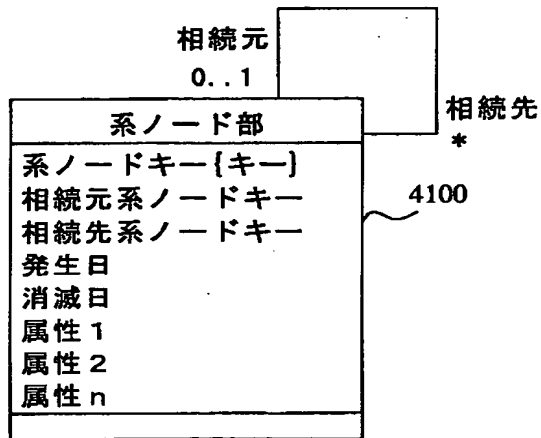 相続元
0..1
相続先
*
系ノード部
系ノードキー{キー}
相続元系ノードキー
相続先系ノードキー
発生日
消滅日
属性1
属性2
属性n
4100